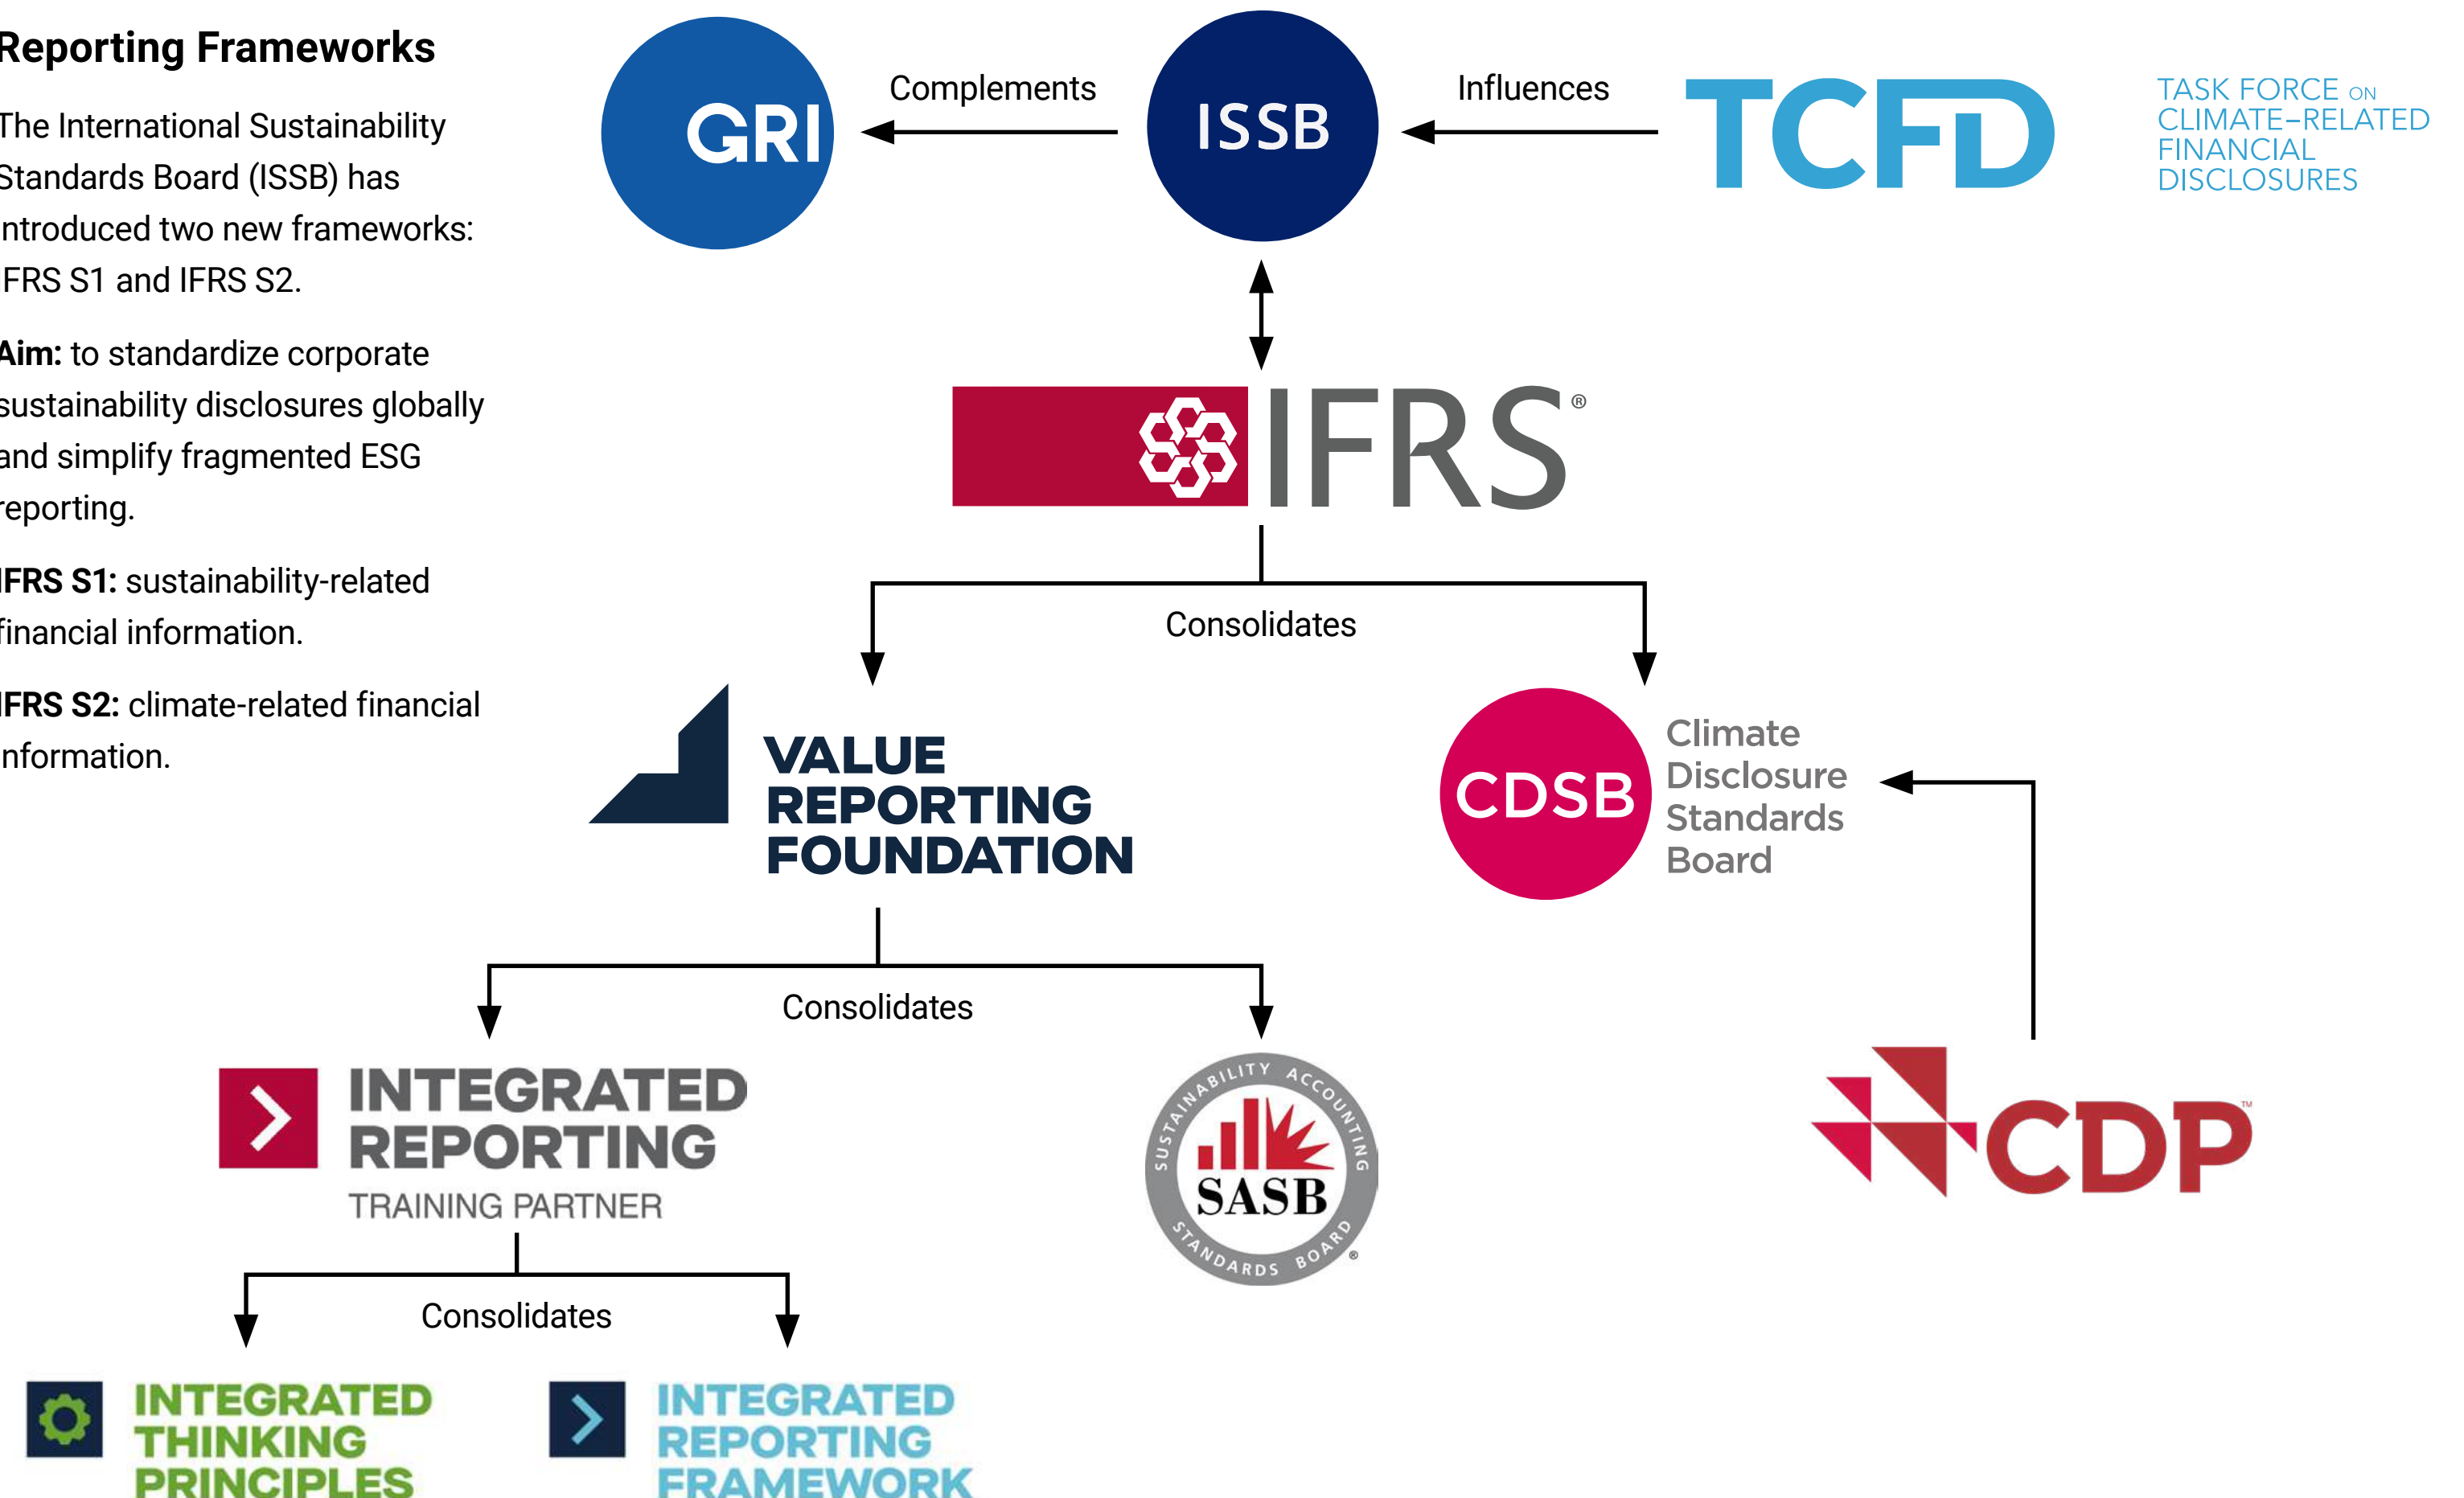 Reporting Frameworks
The International Sustainability
Standards Board (ISSB) has
introduced two new frameworks:
IFRS S1 and IFRS S2.
Aim: to standardize corporate
sustainability disclosures globally
and simplify fragmented ESG
reporting.
IFRS S1: sustainability-related
financial information.
IFRS S2: climate-related financial
information.
GRI
Complements
ISSB
Influences
TCFD
TASK FORCE ON
CLIMATE-RELATED
FINANCIAL
DISCLOSURES
IFRS®
Consolidates
VALUE
REPORTING
FOUNDATION
CDSB
Climate
Disclosure
Standards
Board
Consolidates
INTEGRATED
REPORTING
TRAINING PARTNER
SUSTAINABILITY ACCOUNTING
SASB
STANDARDS BOARD ®
CDP™
Consolidates
INTEGRATED
THINKING
PRINCIPLES
INTEGRATED
REPORTING
FRAMEWORK